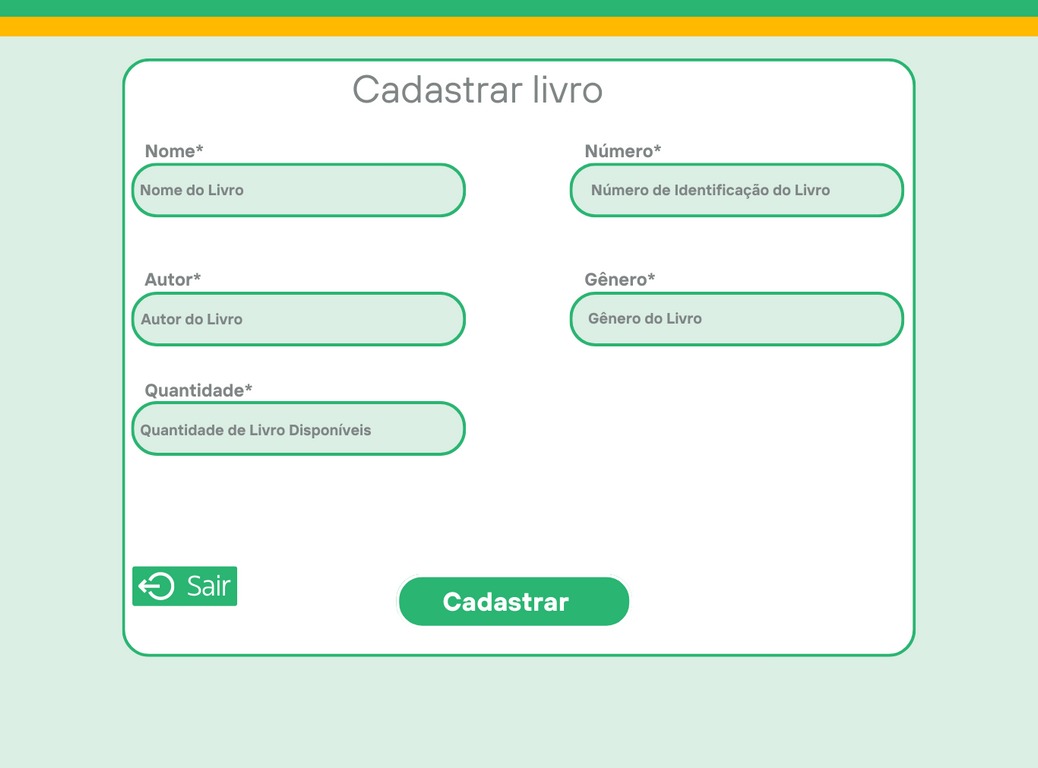 Cadastrar livro
Nome*
Número*
Nome do Livro
Número de Identificação do Livro
Autor*
Gênero*
Autor do Livro
Gênero do Livro
Quantidade*
Quantidade de Livro Disponíveis
Sair
Cadastrar